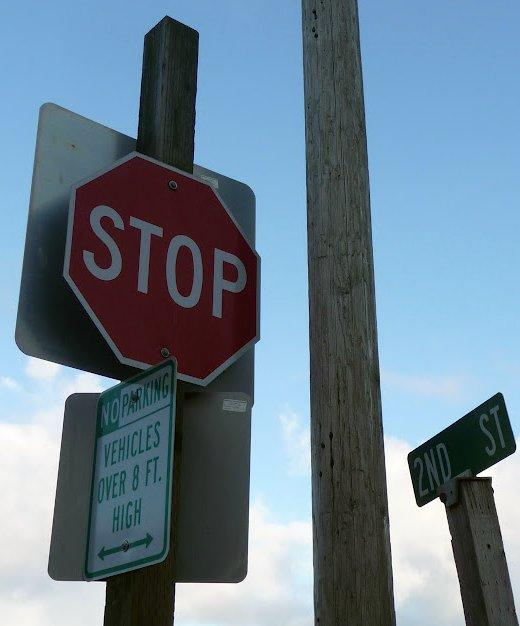 STOP
NO PARKING
VEHICLES
OVER 8 FT.
HIGH
2ND ST